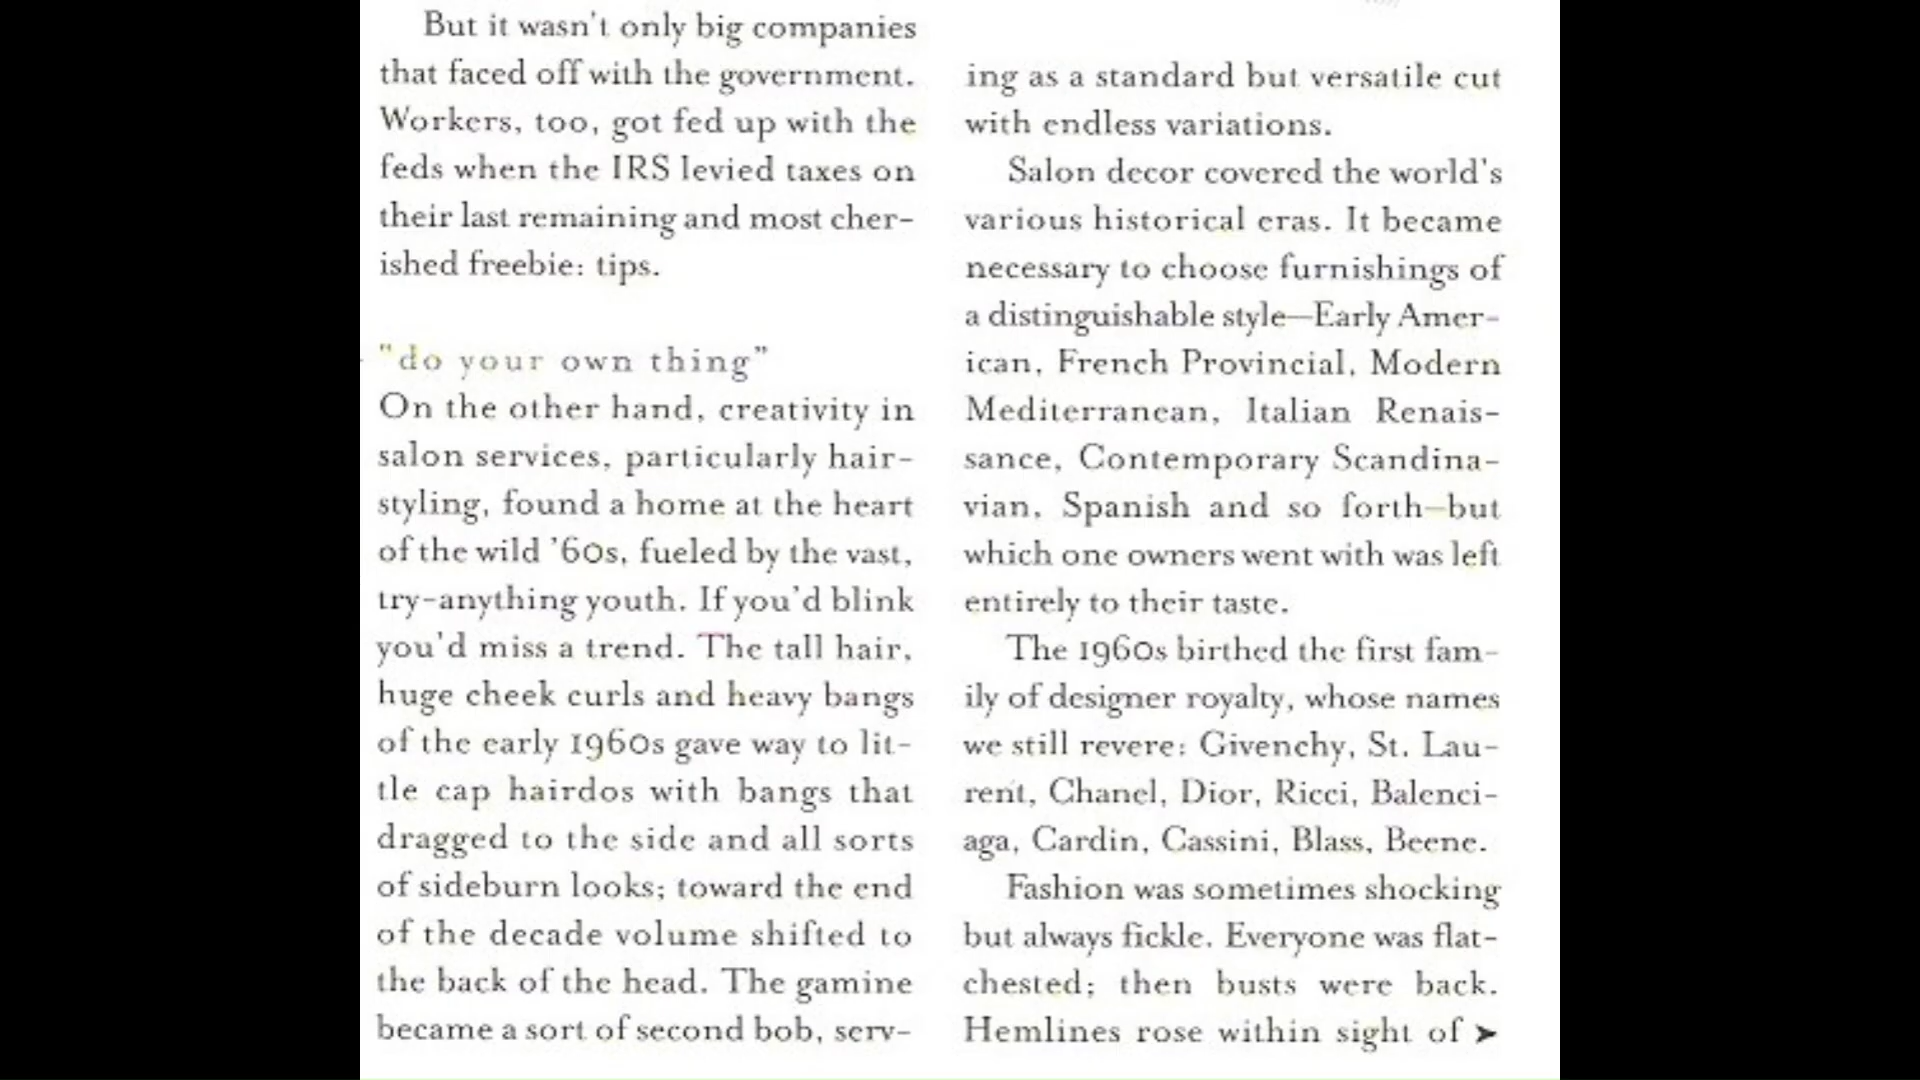 But it wasn't only big companies
that faced off with the government.
Workers, too, got fed up with the
feds when the IRS levied taxes on
their last remaining and most cher-
ished freebie: tips.
"do your own thing"
On the other hand, creativity in
salon services, particularly hair-
styling, found a home at the heart
of the wild '60s, fueled by the vast,
try-anything youth. If you'd blink
you'd miss a trend. The tall hair,
huge cheek curls and heavy bangs
of the early 1960s gave way to lit-
tle cap hairdos with bangs that
dragged to the side and all sorts
of sideburn looks; toward the end
of the decade volume shifted to
the back of the head. The gamine
became a sort of second bob, serv-
ing as a standard but versatile cut
with endless variations.
Salon decor covered the world's
various historical eras. It became
necessary to choose furnishings of
a distinguishable style—Early Amer-
ican, French Provincial, Modern
Mediterranean, Italian Renais-
sance, Contemporary Scandina-
vian, Spanish and so forth—but
which one owners went with was left
entirely to their taste.
The 1960s birthed the first fam-
ily of designer royalty, whose names
we still revere: Givenchy, St. Lau-
rent, Chanel, Dior, Ricci, Balenci-
aga, Cardin, Cassini, Blass, Beene.
Fashion was sometimes shocking
but always fickle. Everyone was flat-
chested; then busts were back.
Hemlines rose within sight of ➤